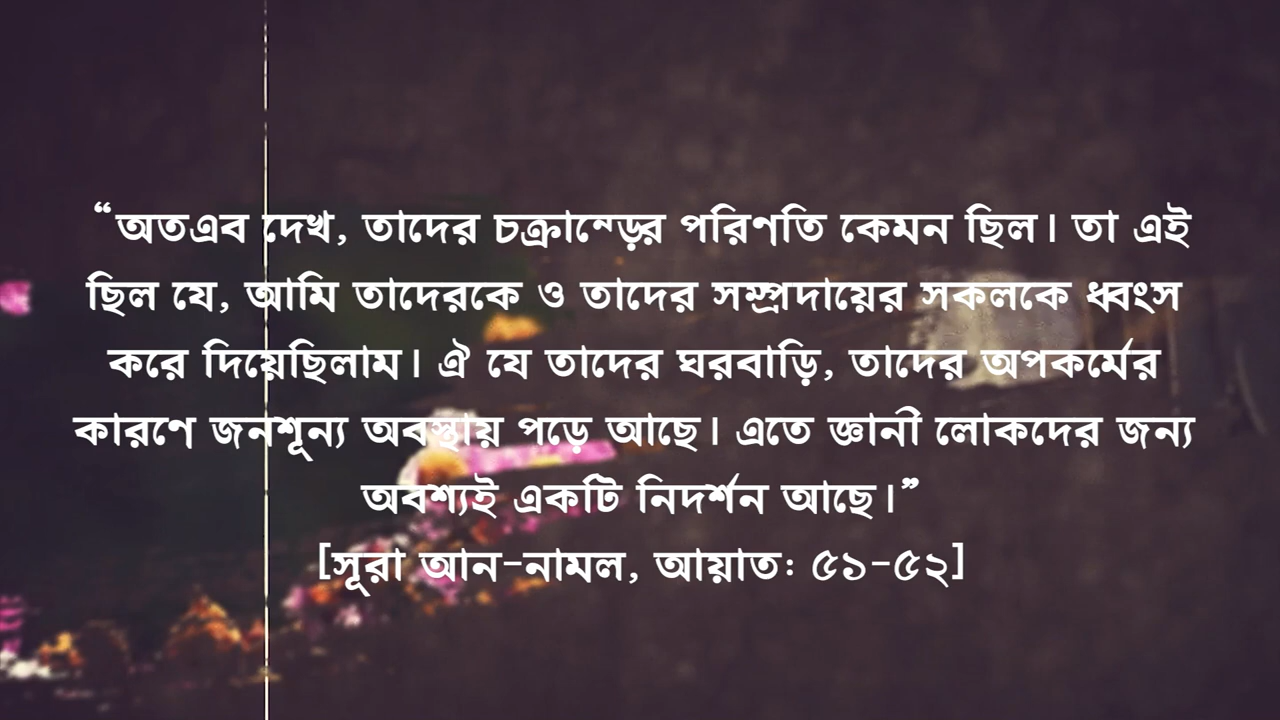 “অতএব দেখ, তাদের চক্রান্ড়ের পরিণতি কেমন ছিল। তা এই
ছিল যে, আমি তাদেরকে ও তাদের সম্প্রদায়ের সকলকে ধ্বংস
করে দিয়েছিলাম। ঐ যে তাদের ঘরবাড়ি, তাদের অপকর্মের
কারণে জনশূন্য অবস্থায় পড়ে আছে। এতে জ্ঞানী লোকদের জন্য
অবশ্যই একটি নিদর্শন আছে।”
[সূরা আন-নামল, আয়াত: ৫১-৫২]